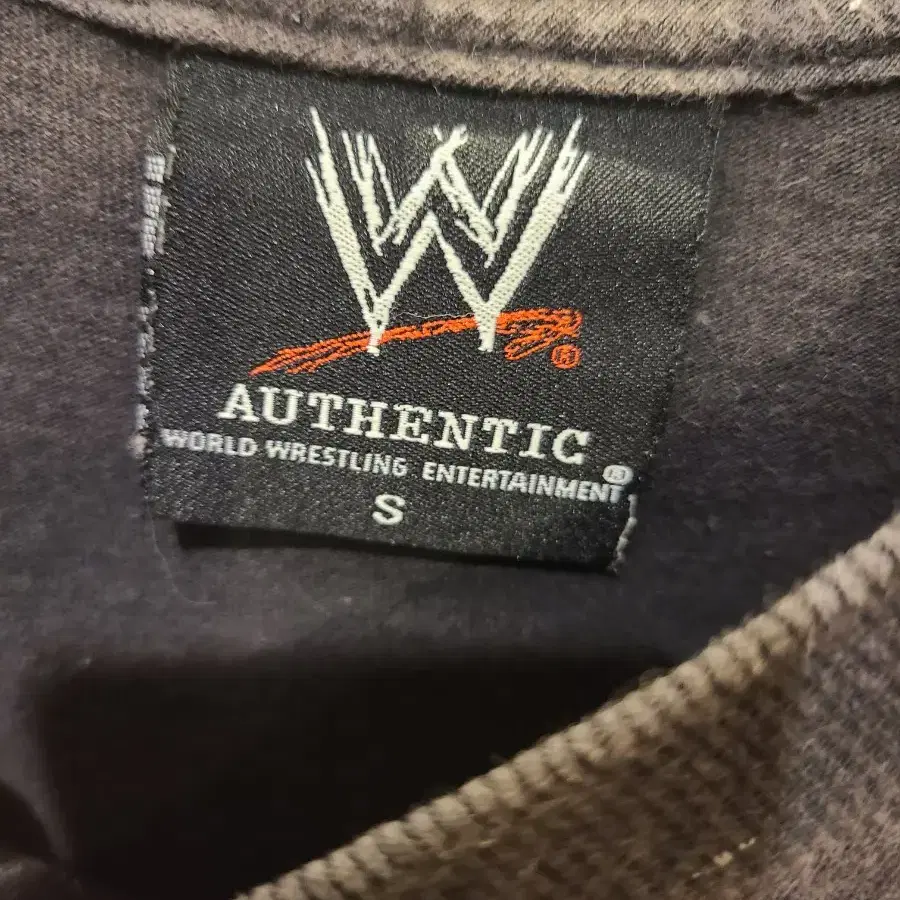 W
AUTHENTIC
WORLD WRESTLING ENTERTAINMENT®
S